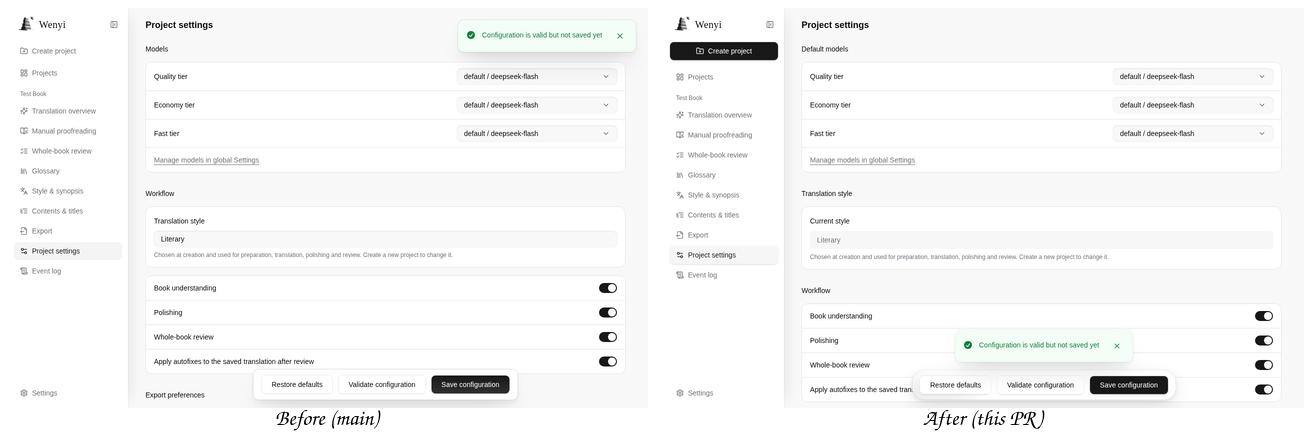 Wenyi
Create project
Projects
Test Book
Translation overview
Manual proofreading
Whole-book review
Glossary
Style & synopsis
Contents & titles
Export
Project settings
Event log
Settings
Project settings
Configuration is valid but not saved yet
Models
Quality tier
default / deepseek-flash
Economy tier
default / deepseek-flash
Fast tier
default / deepseek-flash
Manage models in global Settings
Workflow
Translation style
Literary
Chosen at creation and used for preparation, translation, polishing and review. Create a new project to change it.
Book understanding
Polishing
Whole-book review
Apply autofixes to the saved translation after review
Restore defaults
Validate configuration
Save configuration
Export preferences
Before (main)
Wenyi
Create project
Projects
Test Book
Translation overview
Manual proofreading
Whole-book review
Glossary
Style & synopsis
Contents & titles
Export
Project settings
Event log
Settings
Project settings
Default models
Quality tier
default / deepseek-flash
Economy tier
default / deepseek-flash
Fast tier
default / deepseek-flash
Manage models in global Settings
Translation style
Current style
Literary
Chosen at creation and used for preparation, translation, polishing and review. Create a new project to change it.
Workflow
Book understanding
Polishing
Configuration is valid but not saved yet
Whole-book review
Apply autofixes to the saved
Restore defaults
Validate configuration
Save configuration
After (this PR)